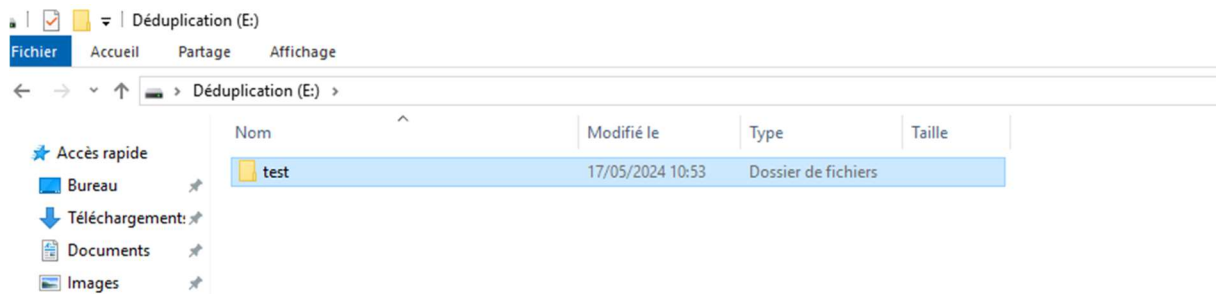 Déduplication (E:)
Fichier Accueil Partage Affichage
Déduplication (E:)
Nom Modifié le Type Taille
Accès rapide
test 17/05/2024 10:53 Dossier de fichiers
Bureau
Téléchargements
Documents
Images